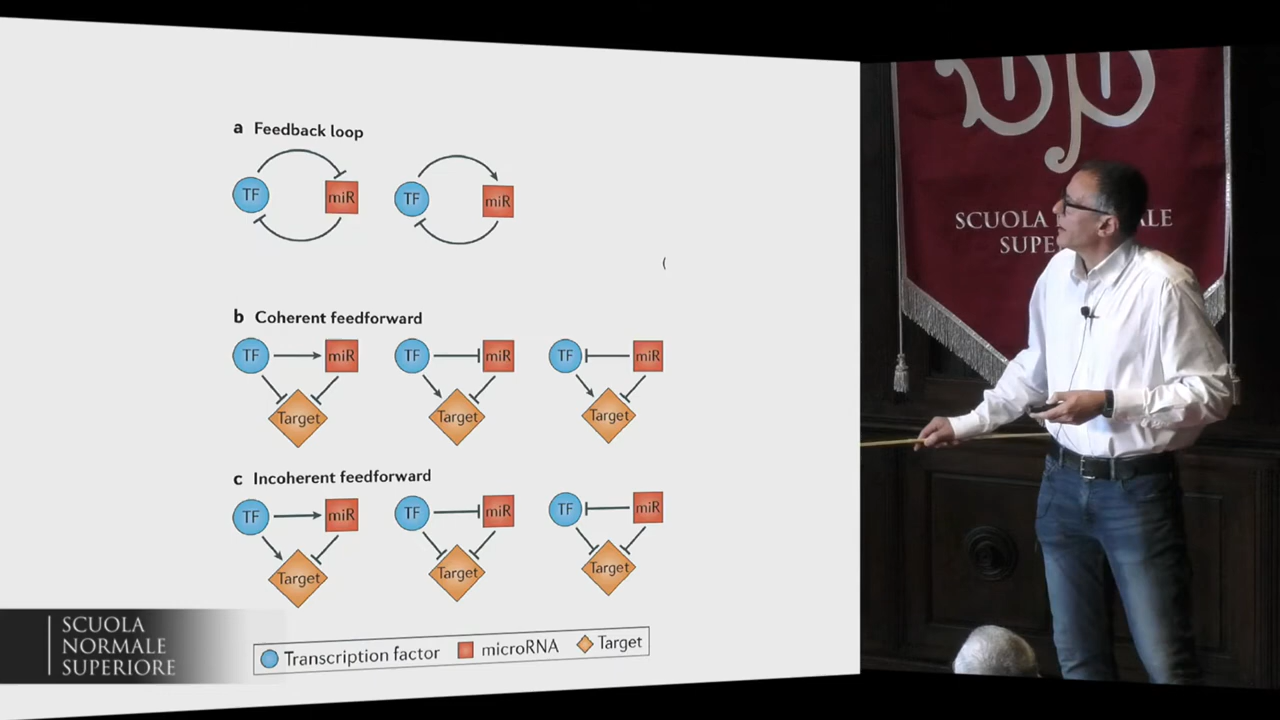 a Feedback loop
TF miR TF miR
(
b Coherent feedforward
TF miR TF miR TF miR
Target Target Target
c Incoherent feedforward
TF miR TF miR TF miR
Target Target Target
Transcription factor microRNA Target
SCUOLA
NORMALE
SUPERIORE
SCUOLA
SUPE